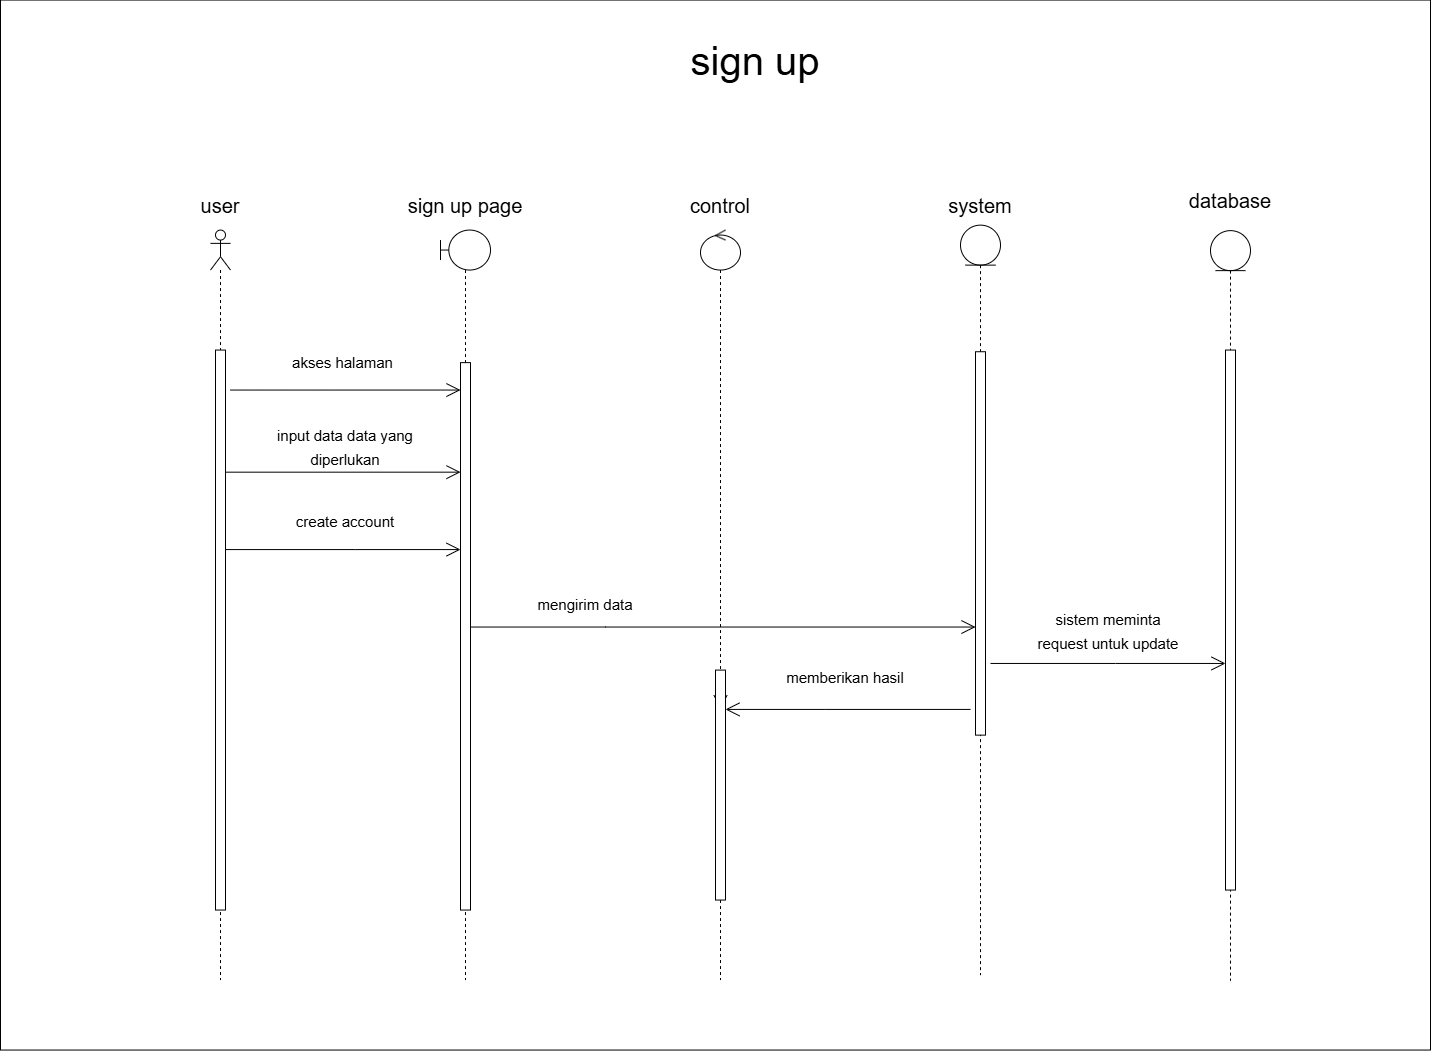 sign up
user
sign up page
control
system
database
akses halaman
input data data yang
diperlukan
create account
mengirim data
sistem meminta
request untuk update
memberikan hasil